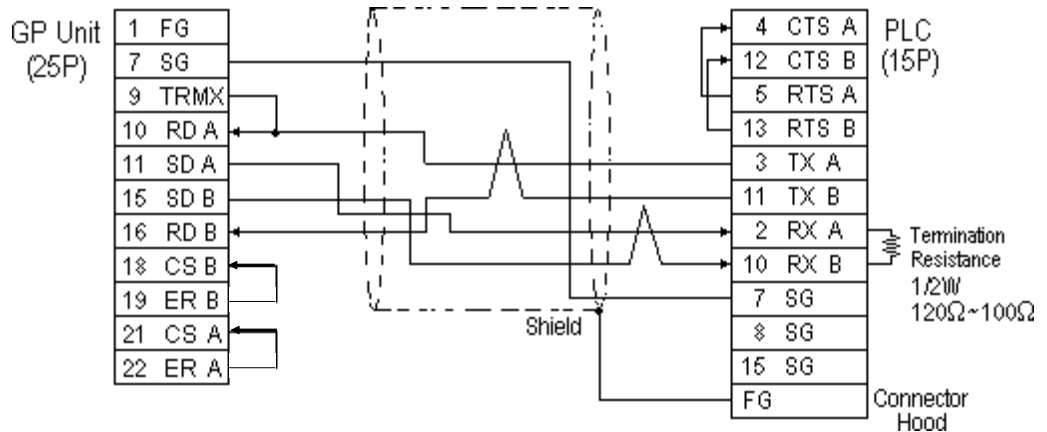 GP Unit
(25P)
1 FG
7 SG
9 TRMX
10 RD A
11 SD A
15 SD B
16 RD B
18 CS B
19 ER B
21 CS A
22 ER A
Shield
4 CTS A
12 CTS B
5 RTS A
13 RTS B
3 TX A
11 TX B
2 RX A
10 RX B
7 SG
8 SG
15 SG
FG
PLC
(15P)
Termination
Resistance
1/2W
120Ω~100Ω
Connector
Hood